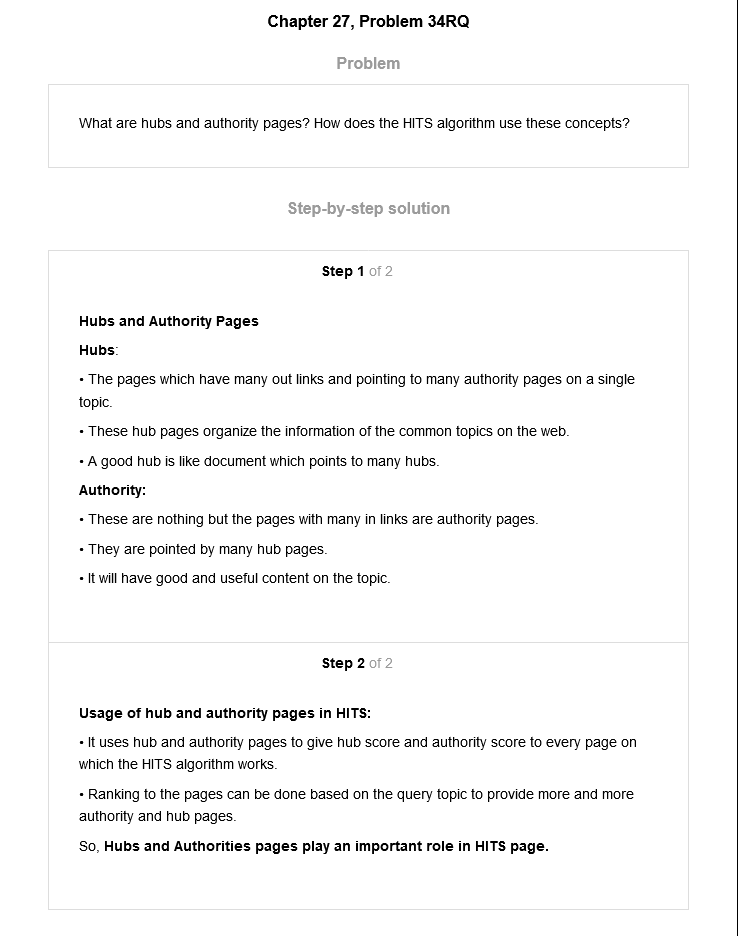 Chapter 27, Problem 34RQ
Problem
What are hubs and authority pages? How does the HITS algorithm use these concepts?
Step-by-step solution
Step 1 of 2
Hubs and Authority Pages
Hubs:
• The pages which have many out links and pointing to many authority pages on a single
topic.
• These hub pages organize the information of the common topics on the web.
• A good hub is like document which points to many hubs.
Authority:
• These are nothing but the pages with many in links are authority pages.
• They are pointed by many hub pages.
• It will have good and useful content on the topic.
Step 2 of 2
Usage of hub and authority pages in HITS:
• It uses hub and authority pages to give hub score and authority score to every page on
which the HITS algorithm works.
• Ranking to the pages can be done based on the query topic to provide more and more
authority and hub pages.
So, Hubs and Authorities pages play an important role in HITS page.